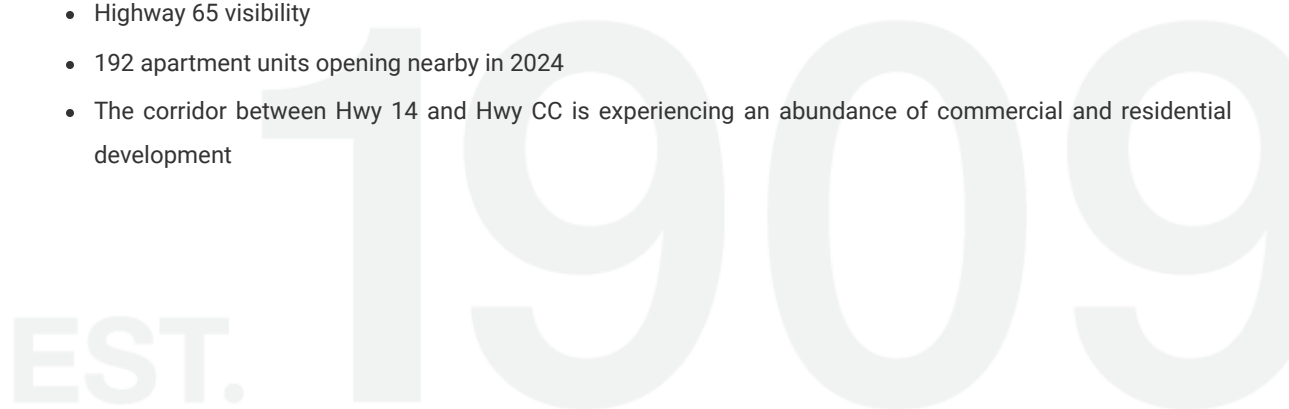 • Highway 65 visibility
• 192 apartment units opening nearby in 2024
• The corridor between Hwy 14 and Hwy CC is experiencing an abundance of commercial and residential
development
EST. 1909